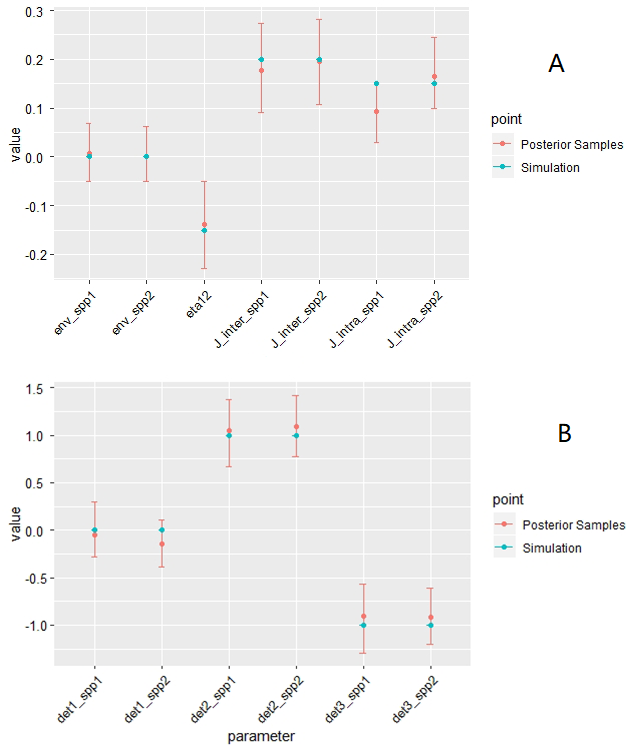 0.3
0.2
0.1
0.0
-0.1
-0.2
value
env_spp1
env_spp2
eta12
J_inter_spp1
J_inter_spp2
J_intra_spp1
J_intra_spp2
A
point
Posterior Samples
Simulation
1.5
1.0
0.5
0.0
-0.5
-1.0
value
det1_spp1
det1_spp2
det2_spp1
det2_spp2
det3_spp1
det3_spp2
parameter
B
point
Posterior Samples
Simulation